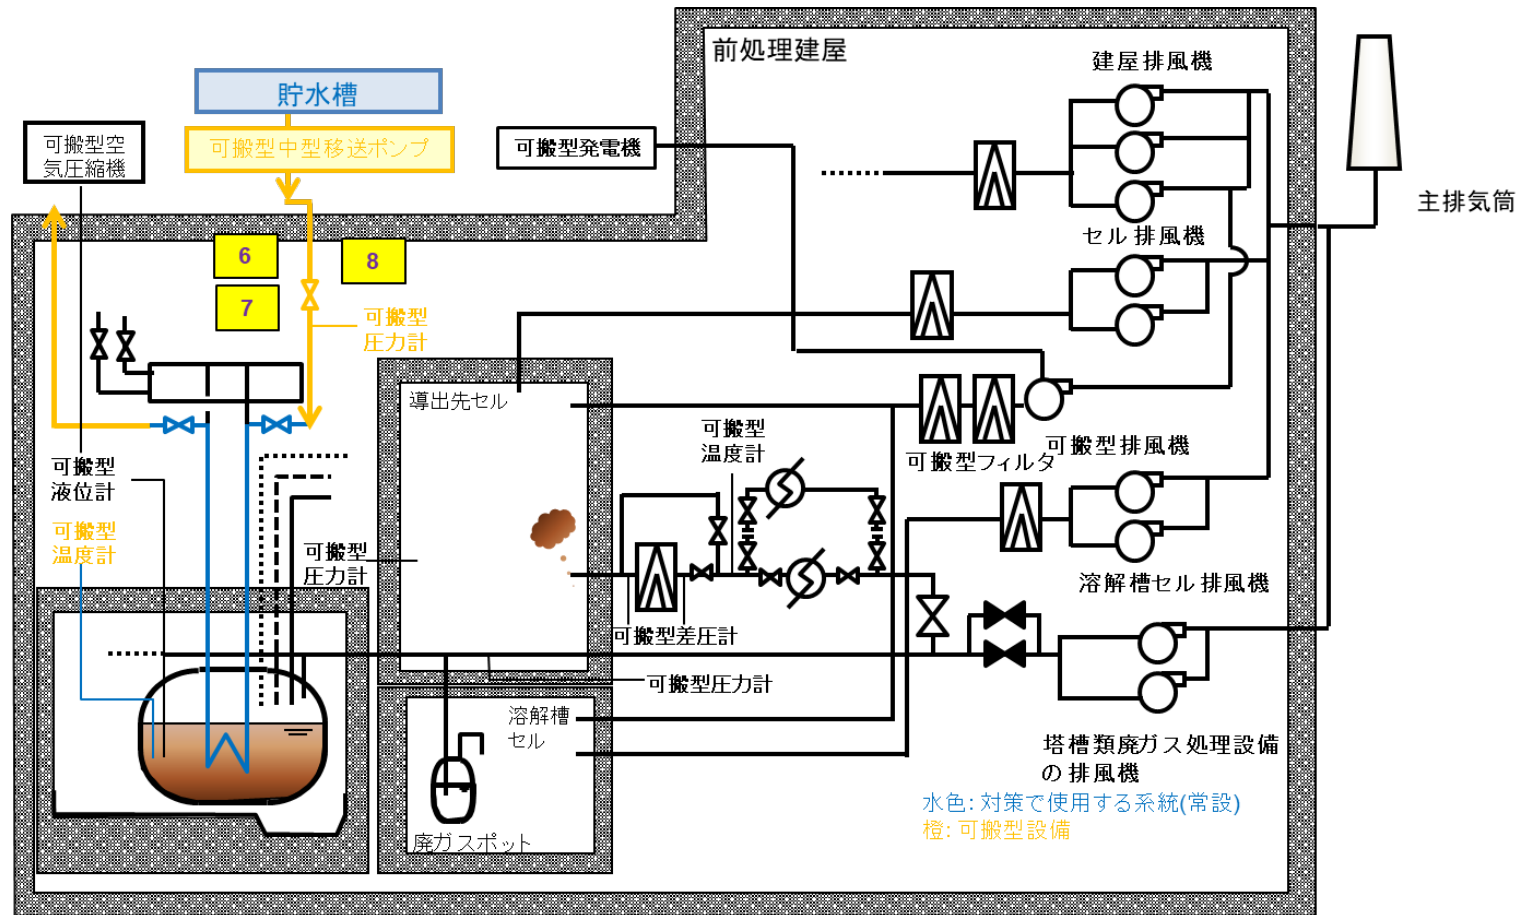 前処理建屋
建屋排風機
貯水槽
可搬型空
気圧縮機
可搬型中型移送ポンプ
可搬型発電機
主排気筒
セル排風機
6
8
7
可搬型
圧力計
導出先セル
可搬型
温度計
可搬型フィルタ
可搬型排風機
可搬型
液位計
可搬型
温度計
可搬型
圧力計
溶解槽セル排風機
可搬型差圧計
可搬型圧力計
溶解槽
セル
塔槽類廃ガス処理設備
の排風機
廃ガスポット
水色:対策で使用する系統(常設)
橙:可搬型設備